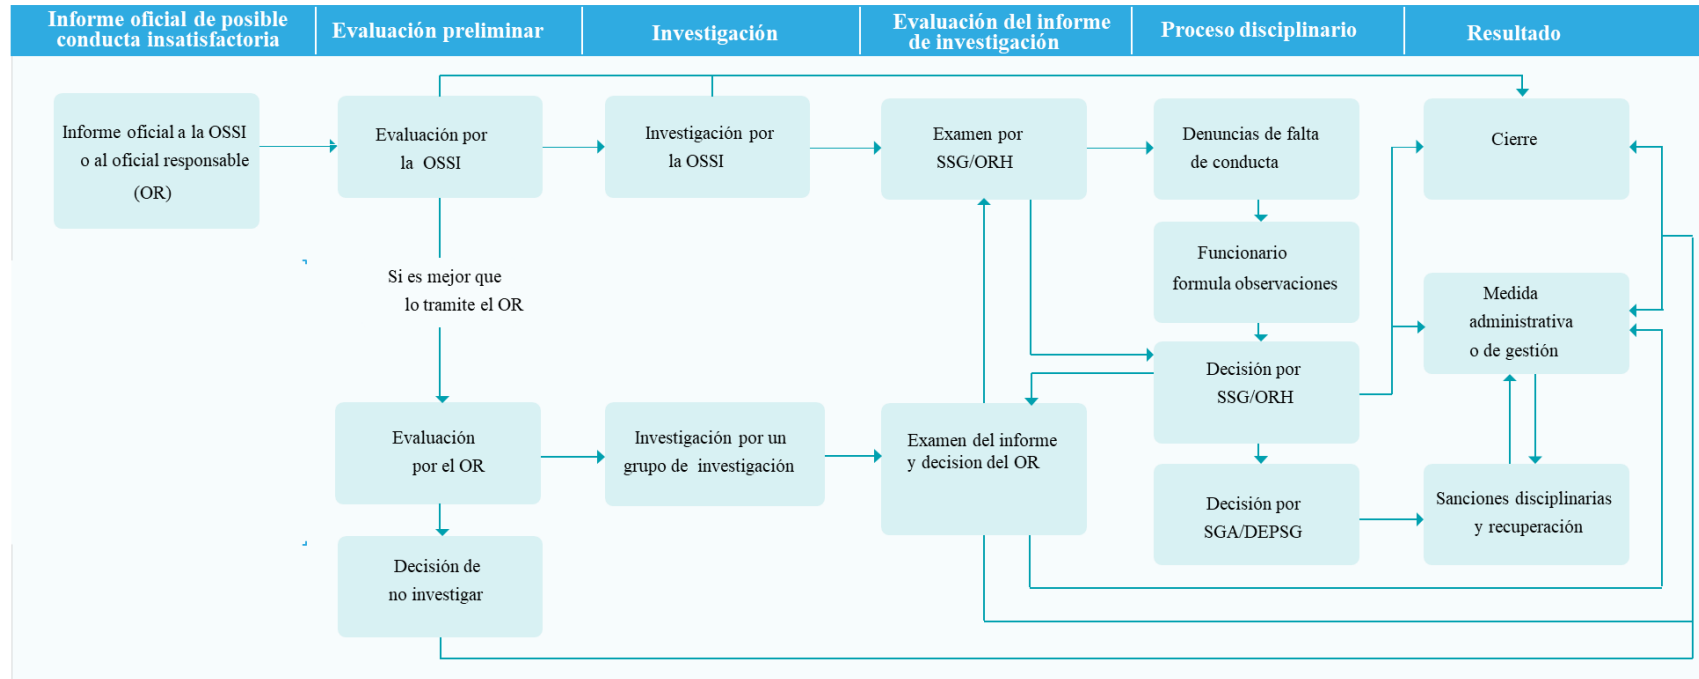 Informe oficial de posible
conducta insatisfactoria
Evaluación preliminar
Investigación
Evaluación del informe
de investigación
Proceso disciplinario
Resultado
Informe oficial a la OSSI
o al oficial responsable
(OR)
Evaluación por
la OSSI
Investigación por
la OSSI
Examen por
SSG/ORH
Denuncias de falta
de conducta
Cierre
Funcionario
formula observaciones
Si es mejor que
lo tramite el OR
Medida
administrativa
o de gestión
Decisión por
SSG/ORH
Evaluación
por el OR
Investigación por un
grupo de investigación
Examen del informe
y decision del OR
Decisión por
SGA/DEPSG
Sanciones disciplinarias
y recuperación
Decisión de
no investigar